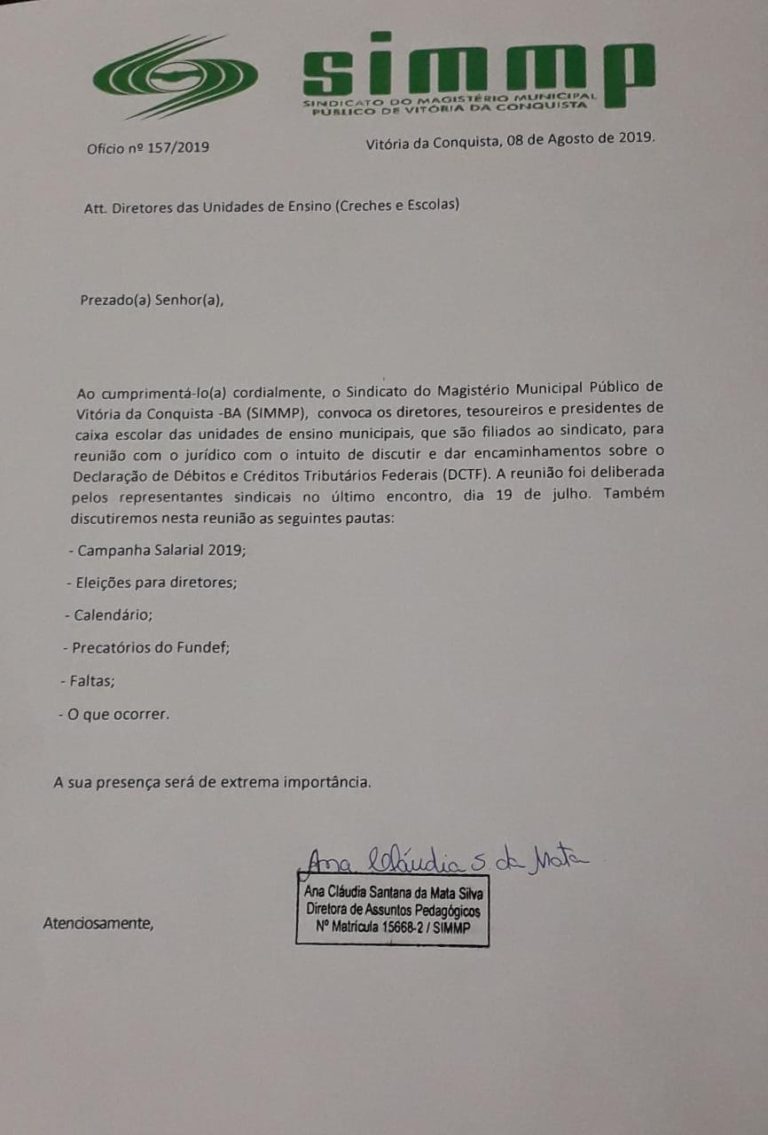 simmp
SINDICATO DO MAGISTÉRIO MUNICIPAL
PÚBLICO DE VITÓRIA DA CONQUISTA
Ofício nº 157/2019
Vitória da Conquista, 08 de Agosto de 2019.
Att. Diretores das Unidades de Ensino (Creches e Escolas)
Prezado(a) Senhor(a),
Ao cumprimentá-lo(a) cordialmente, o Sindicato do Magistério Municipal Público de
Vitória da Conquista -BA (SIMMP), convoca os diretores, tesoureiros e presidentes de
caixa escolar das unidades de ensino municipais, que são filiados ao sindicato, para
reunião com o jurídico com o intuito de discutir e dar encaminhamentos sobre o
Declaração de Débitos e Créditos Tributários Federais (DCTF). A reunião foi deliberada
pelos representantes sindicais no último encontro, dia 19 de julho. Também
discutiremos nesta reunião as seguintes pautas:
- Campanha Salarial 2019;
- Eleições para diretores;
- Calendário;
- Precatórios do Fundef;
- Faltas;
- O que ocorrer.
A sua presença será de extrema importância.
Ana Cláudia S da Mata
Ana Cláudia Santana da Mata Silva
Diretora de Assuntos Pedagógicos
Nº Matricula 15668-2 / SIMMP
Atenciosamente,